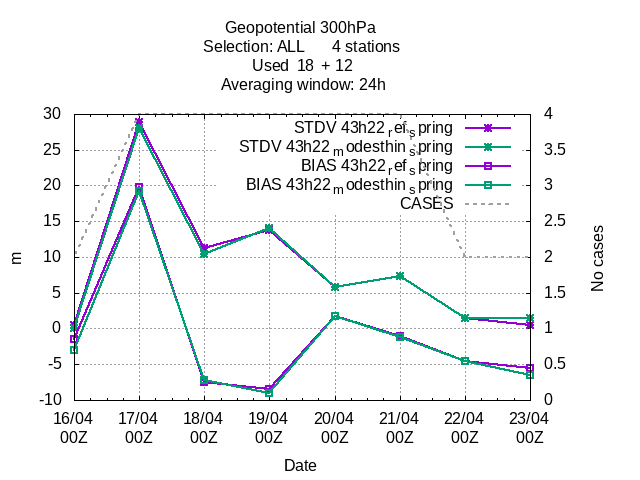 Geopotential 300hPa
Selection: ALL 4 stations
Used 18 + 12
Averaging window: 24h
STDV 43h22_ref_spring
STDV 43h22_modesthin_spring
BIAS 43h22_ref_spring
BIAS 43h22_modesthin_spring
CASES
30
25
20
15
10
5
0
-5
-10
m
4
3.5
3
2.5
2
1.5
1
0.5
0
No cases
16/04 17/04 18/04 19/04 20/04 21/04 22/04 23/04
00Z 00Z 00Z 00Z 00Z 00Z 00Z 00Z
Date